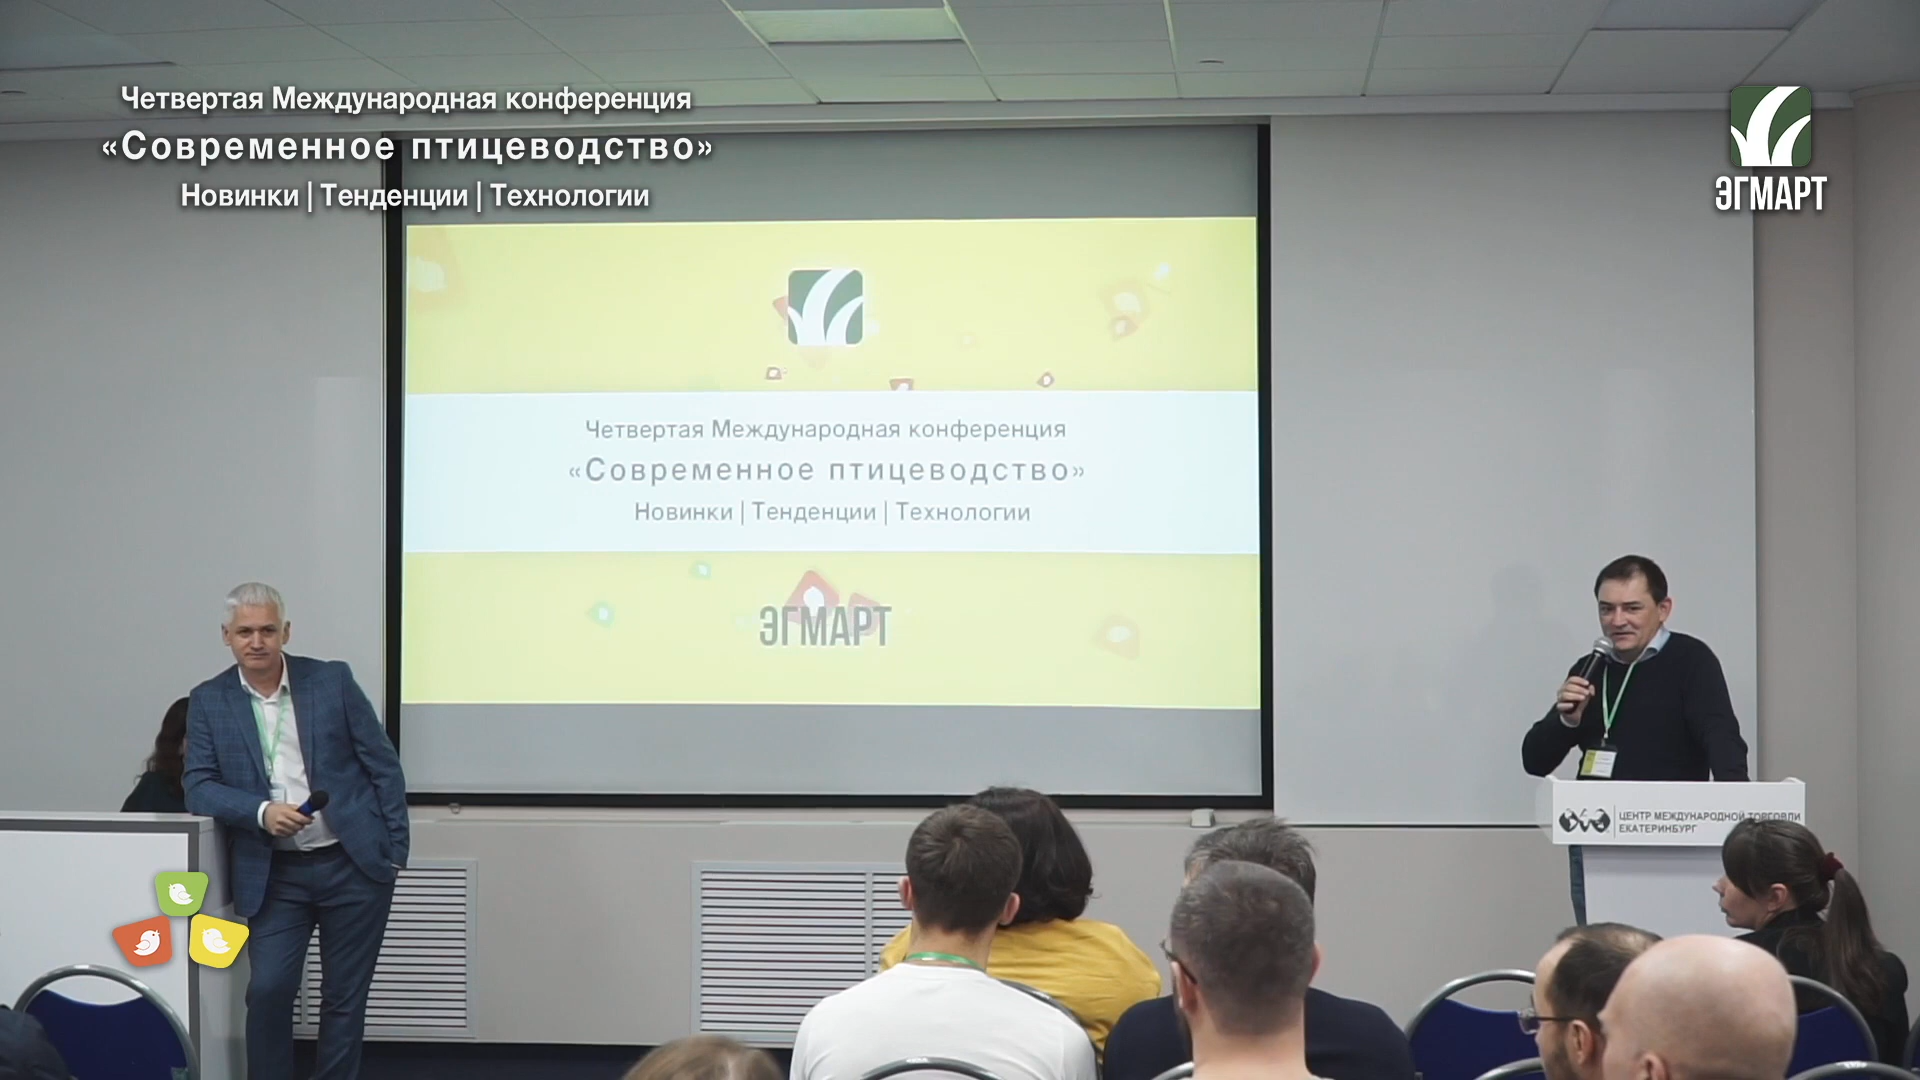 Четвертая Международная конференция
«Современное птицеводство»
Новинки | Тенденции | Технологии
ЭГМАРТ
Четвертая Международная конференция
«Современное птицеводство»
Новинки | Тенденции | Технологии
ЭГМАРТ
ЦЕНТР МЕЖДУНАРОДНОЙ ТОРГОВЛИ
ЕКАТЕРИНБУРГ